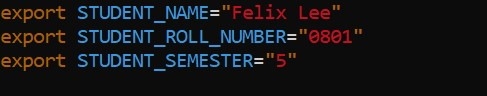 export STUDENT_NAME="Felix Lee"
export STUDENT_ROLL_NUMBER="0801"
export STUDENT_SEMESTER="5"